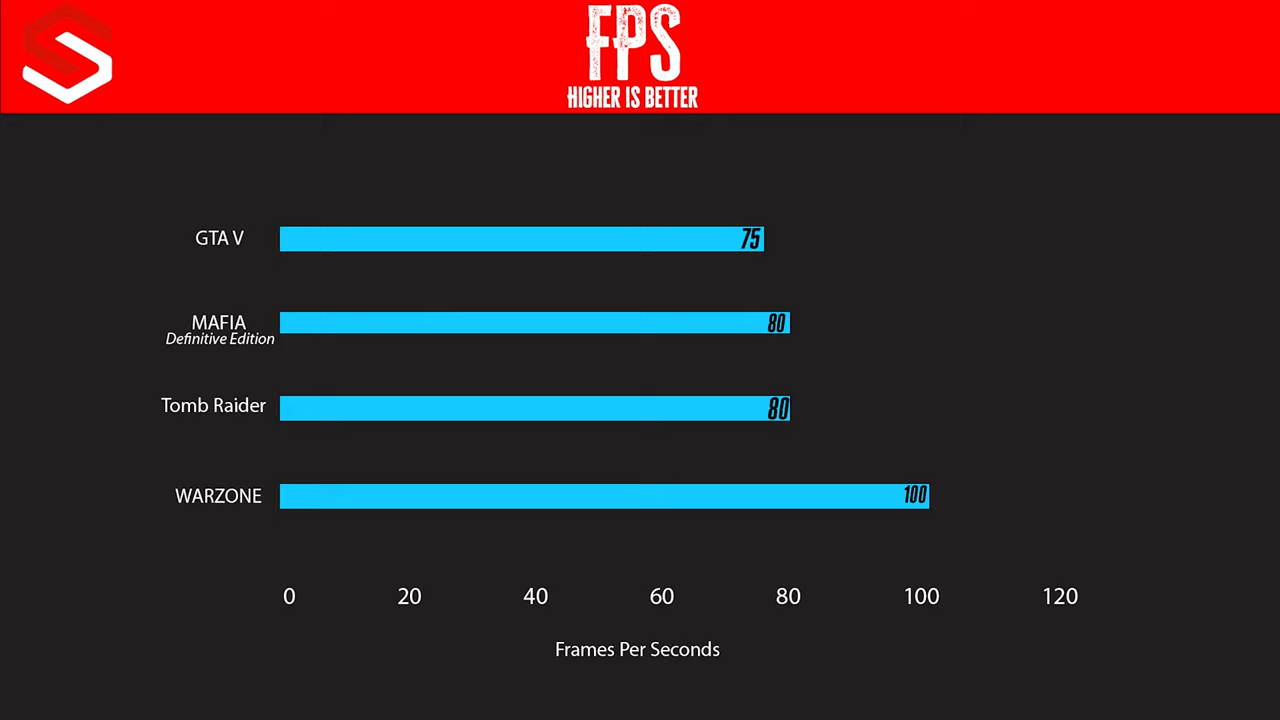 FPS
HIGHER IS BETTER
GTA V 75
MAFIA 80
Definitive Edition
Tomb Raider 80
WARZONE 100
0 20 40 60 80 100 120
Frames Per Seconds